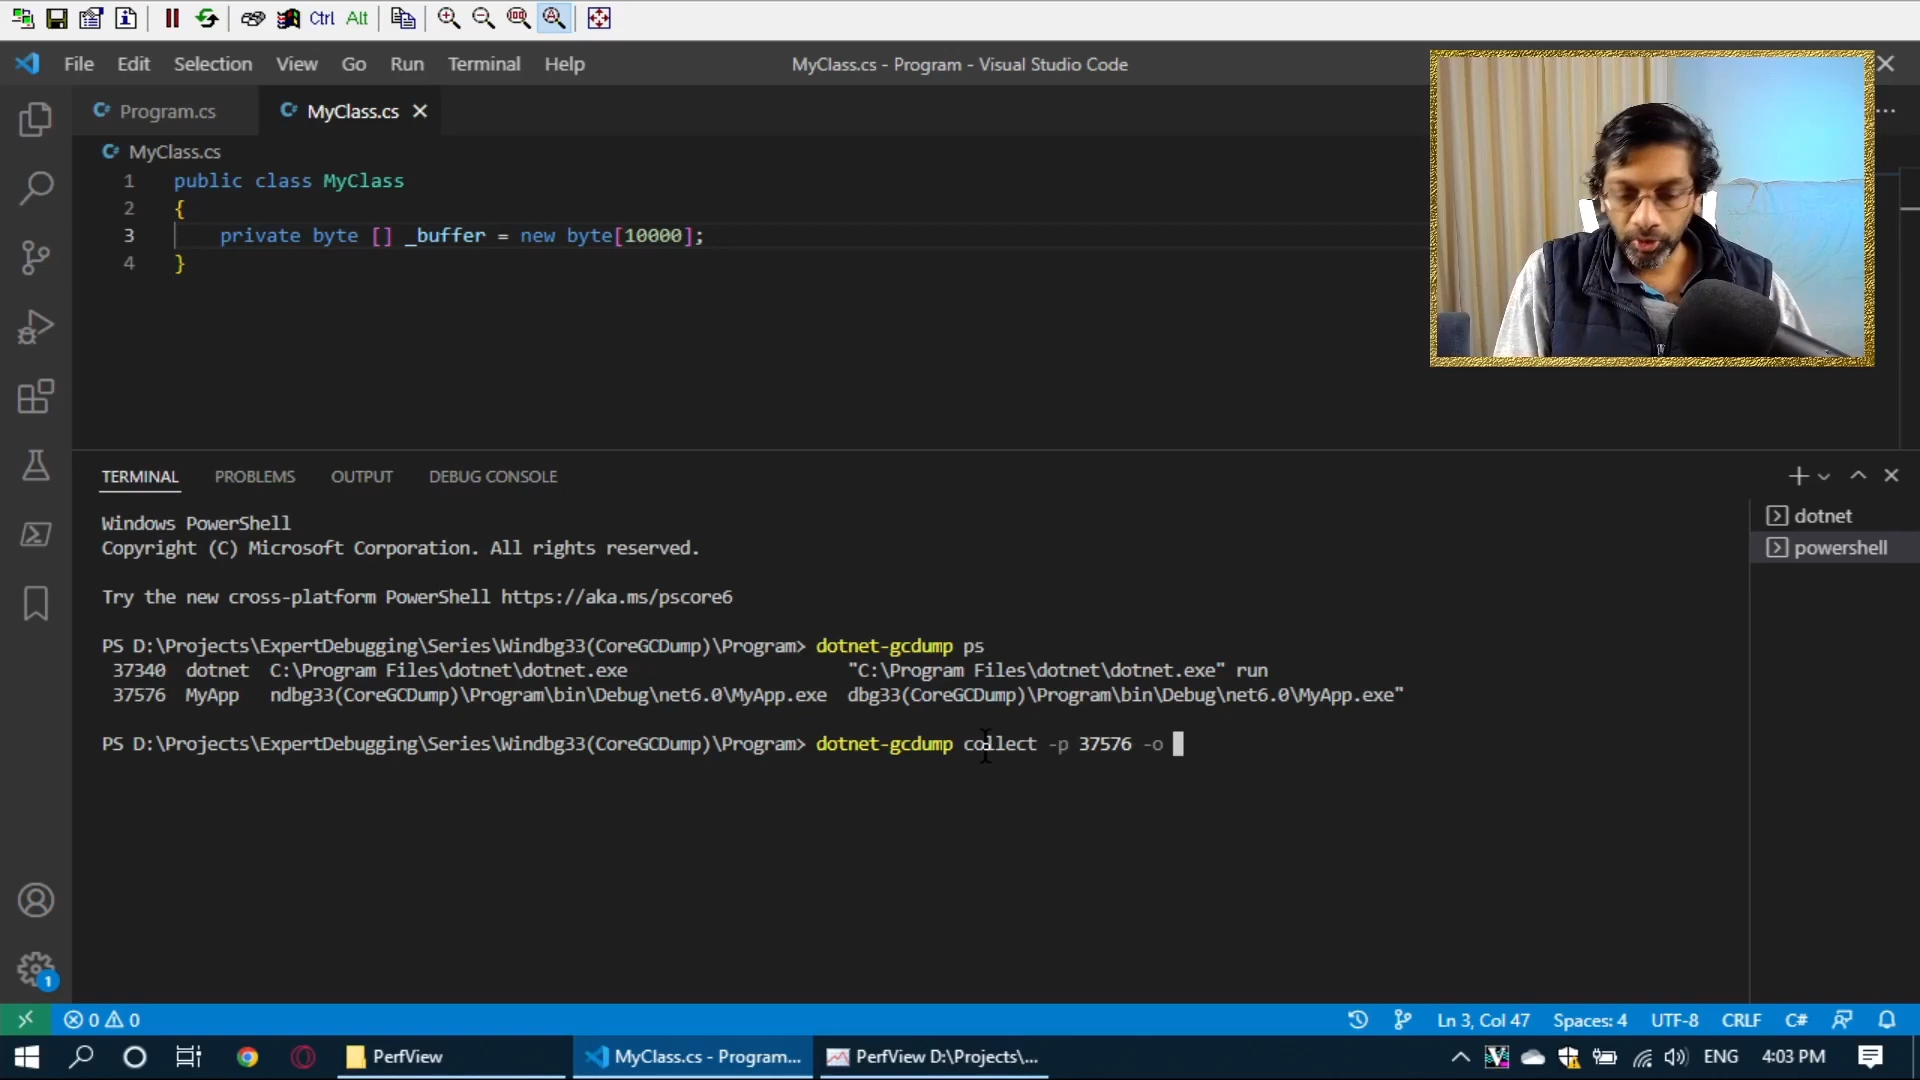 Ctrl Alt
File Edit Selection View Go Run Terminal Help
MyClass.cs - Program - Visual Studio Code
Program.cs MyClass.cs
MyClass.cs
1 public class MyClass
2 {
3 private byte [] _buffer = new byte[10000];
4 }
TERMINAL PROBLEMS OUTPUT DEBUG CONSOLE
dotnet
powershell
Windows PowerShell
Copyright (C) Microsoft Corporation. All rights reserved.
Try the new cross-platform PowerShell https://aka.ms/pscore6
PS D:\Projects\ExpertDebugging\Series\Windbg33(CoreGCDump)\Program> dotnet-gcdump ps
37340 dotnet C:\Program Files\dotnet\dotnet.exe "C:\Program Files\dotnet\dotnet.exe" run
37576 MyApp ndbg33(CoreGCDump)\Program\bin\Debug\net6.0\MyApp.exe dbg33(CoreGCDump)\Program\bin\Debug\net6.0\MyApp.exe"
PS D:\Projects\ExpertDebugging\Series\Windbg33(CoreGCDump)\Program> dotnet-gcdump collect -p 37576 -o
1
0 0 Ln 3, Col 47 Spaces: 4 UTF-8 CRLF C#
PerfView MyClass.cs - Program... PerfView D:\Projects\... ENG 4:03 PM